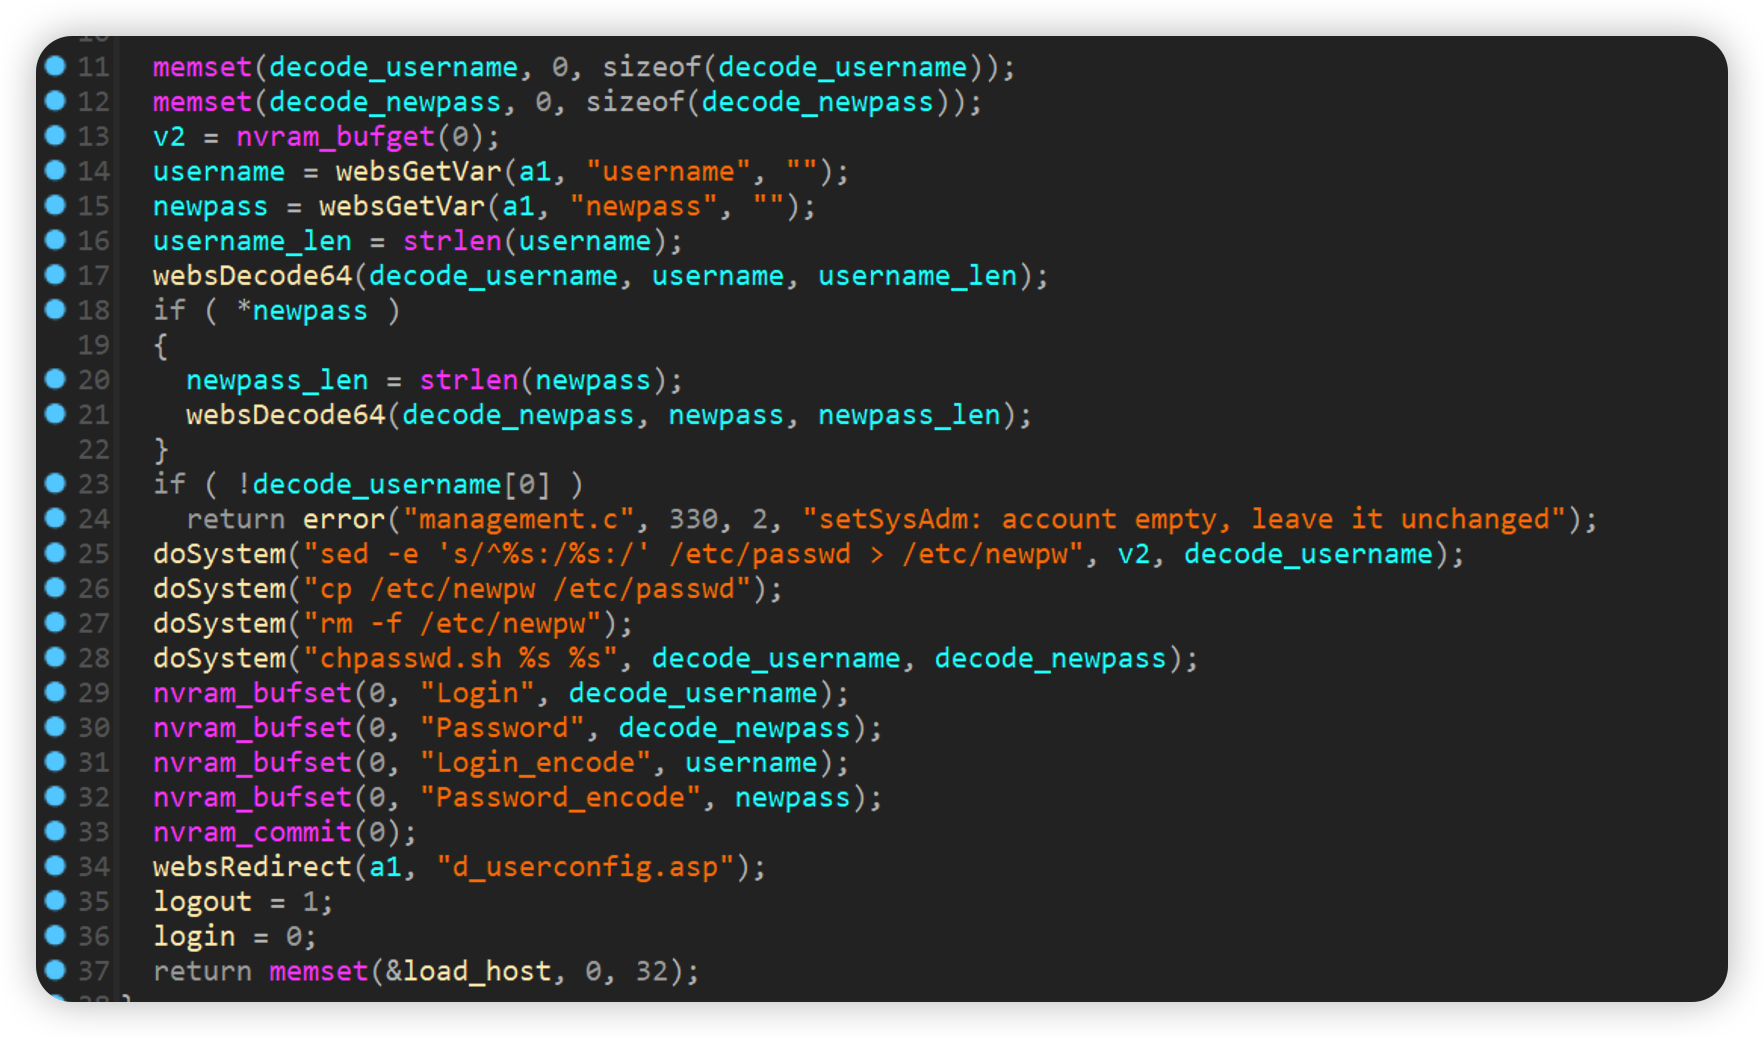 11 memset(decode_username, 0, sizeof(decode_username));
12 memset(decode_newpass, 0, sizeof(decode_newpass));
13 v2 = nvram_bufget(0);
14 username = websGetVar(a1, "username", "");
15 newpass = websGetVar(a1, "newpass", "");
16 username_len = strlen(username);
17 websDecode64(decode_username, username, username_len);
18 if ( *newpass )
19 {
20 newpass_len = strlen(newpass);
21 websDecode64(decode_newpass, newpass, newpass_len);
22 }
23 if ( !decode_username[0] )
24 return error("management.c", 330, 2, "setSysAdm: account empty, leave it unchanged");
25 doSystem("sed -e 's/^%s:/%s:/' /etc/passwd > /etc/newpw", v2, decode_username);
26 doSystem("cp /etc/newpw /etc/passwd");
27 doSystem("rm -f /etc/newpw");
28 doSystem("chpasswd.sh %s %s", decode_username, decode_newpass);
29 nvram_bufset(0, "Login", decode_username);
30 nvram_bufset(0, "Password", decode_newpass);
31 nvram_bufset(0, "Login_encode", username);
32 nvram_bufset(0, "Password_encode", newpass);
33 nvram_commit(0);
34 websRedirect(a1, "d_userconfig.asp");
35 logout = 1;
36 login = 0;
37 return memset(&load_host, 0, 32);